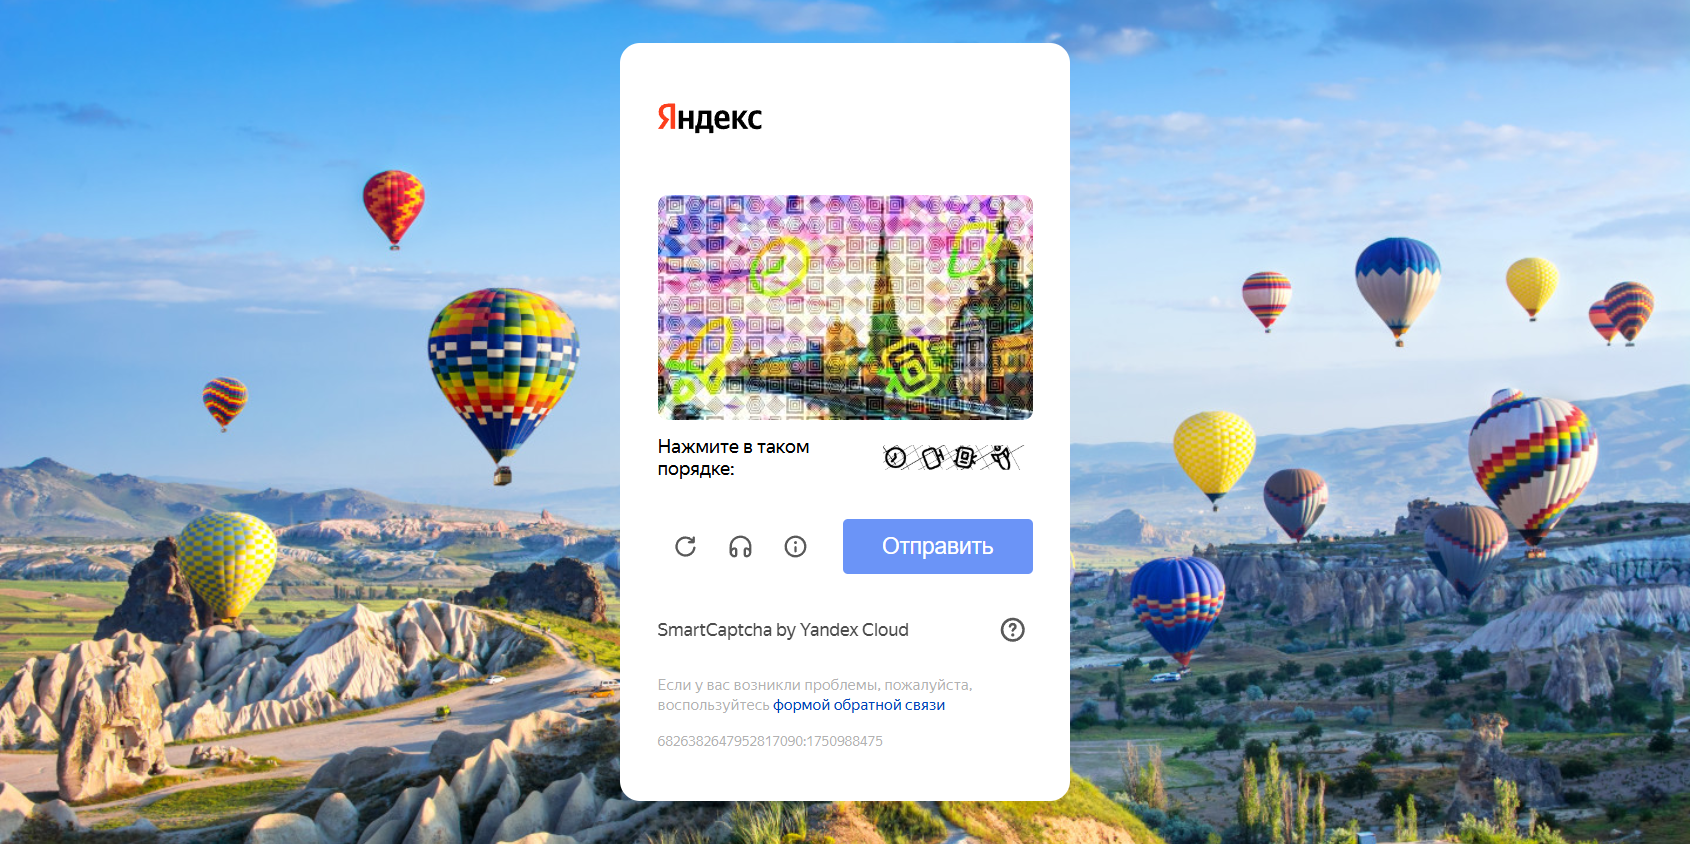 Яндекс
Нажмите в таком
порядке:
Отправить
SmartCaptcha by Yandex Cloud
Если у вас возникли проблемы, пожалуйста,
воспользуйтесь формой обратной связи
6826382647952817090:1750988475